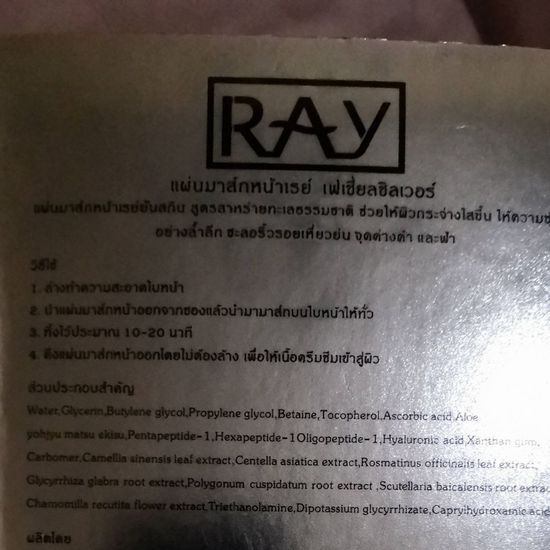 RAY
แผ่นมาส์กหน้าเรย์ เฟเชี่ยลซิลเวอร์
แผ่นมาส์กหน้าเรย์ยันสกิน สูตรสาหร่ายทะเลธรรมชาติ ช่วยให้ผิวกระจ่างใสขึ้น ให้ความชุ่
อย่างล้ำลึก ชะลอริ้วรอยเหี่ยวย่น จุดด่างดำ และฝ้า
วิธีใช้
1. ล้างทำความสะอาดใบหน้า
2. นำแผ่นมาส์กหน้าออกจากซองแล้วนำมามาส์กบนใบหน้าให้ทั่ว
3. ทิ้งไว้ประมาณ 10-20 นาที
4. ดึงแผ่นมาส์กหน้าออกโดยไม่ต้องล้าง เพื่อให้เนื้อครีมซึมเข้าสู่ผิว
ส่วนประกอบสำคัญ
Water,Glycerin,Butylene glycol,Propylene glycol,Betaine,Tocopherol,Ascorbic acid,Aloe
yohjyu matsu ekisu,Pentapeptide-1,Hexapeptide-1Oligopeptide-1,Hyaluronic acid,Xanthan gum,
Carbomer,Camellia sinensis leaf extract,Centella asiatica extract,Rosmatinus officinalis leaf extract,
Glycyrrhiza glabra root extract,Polygonum cuspidatum root extract ,Scutellaria baicalensis root extrac
Chamomilla recutita flower extract,Triethanolamine,Dipotassium glycyrrhizate,Capryihydroxamic acid
ผลิตโดย